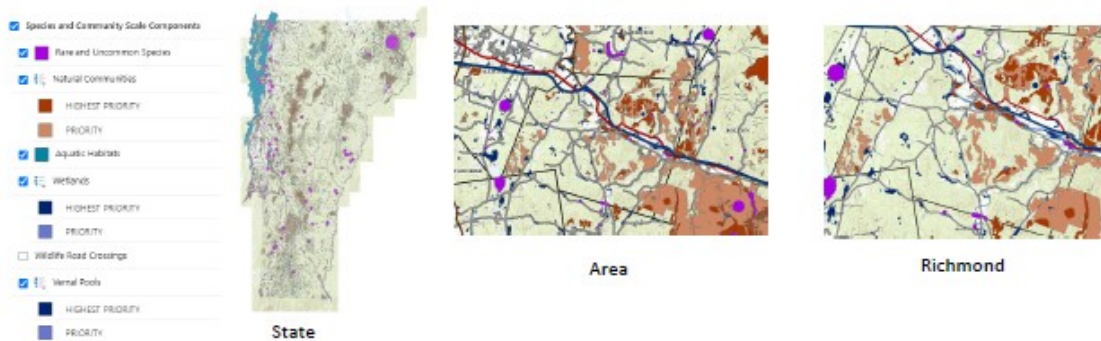 Species and Community Scale Components
Rare and Uncommon Species
Natural Communities
HIGHEST PRIORITY
PRIORITY
Aquatic Habitats
Wetlands
HIGHEST PRIORITY
PRIORITY
Wildlife Road Crossings
Vernal Pools
HIGHEST PRIORITY
PRIORITY
State
Area
Richmond